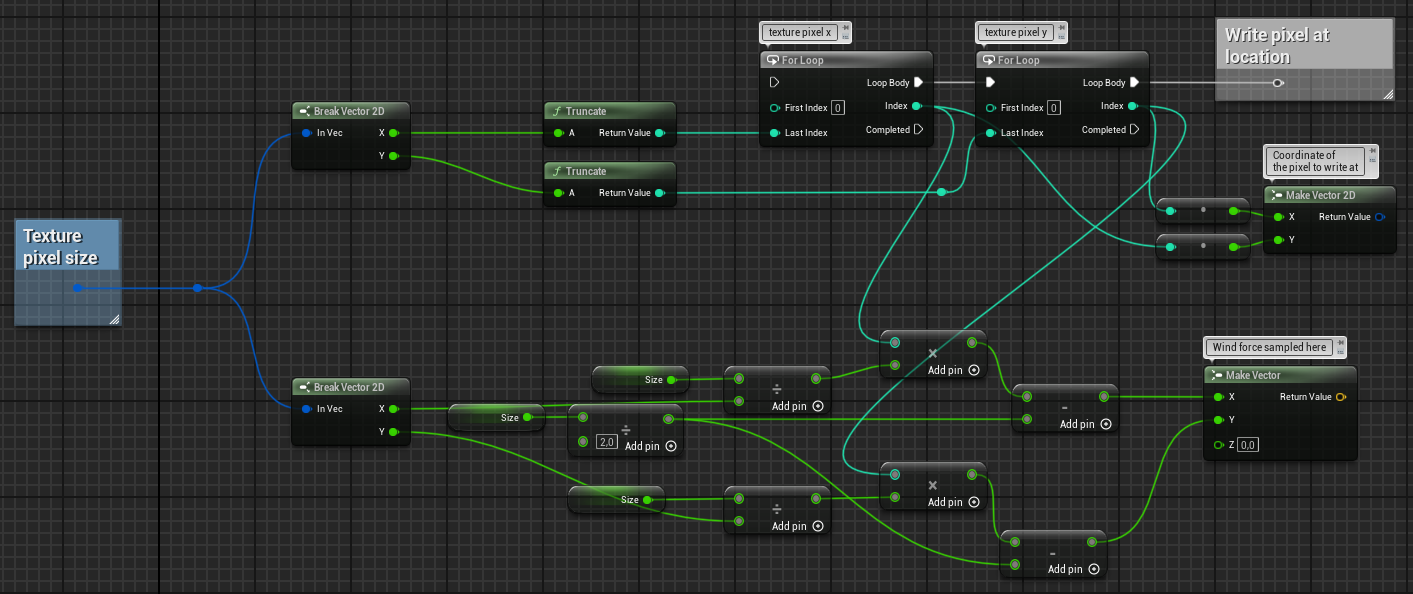 texture pixel x
texture pixel y
Write pixel at
location
For Loop
Loop Body
First Index 0
Index
Last Index
Completed
For Loop
Loop Body
First Index 0
Index
Last Index
Completed
Break Vector 2D
In Vec
X
Y
f Truncate
A
Return Value
f Truncate
A
Return Value
Coordinate of
the pixel to write at
Make Vector 2D
X
Return Value
Y
Texture
pixel size
Break Vector 2D
In Vec
X
Y
Size
÷
Add pin
Size
÷
2,0
Add pin
Size
÷
Add pin
×
Add pin
-
Add pin
×
Add pin
-
Add pin
Wind force sampled here
Make Vector
X
Return Value
Y
Z 0,0